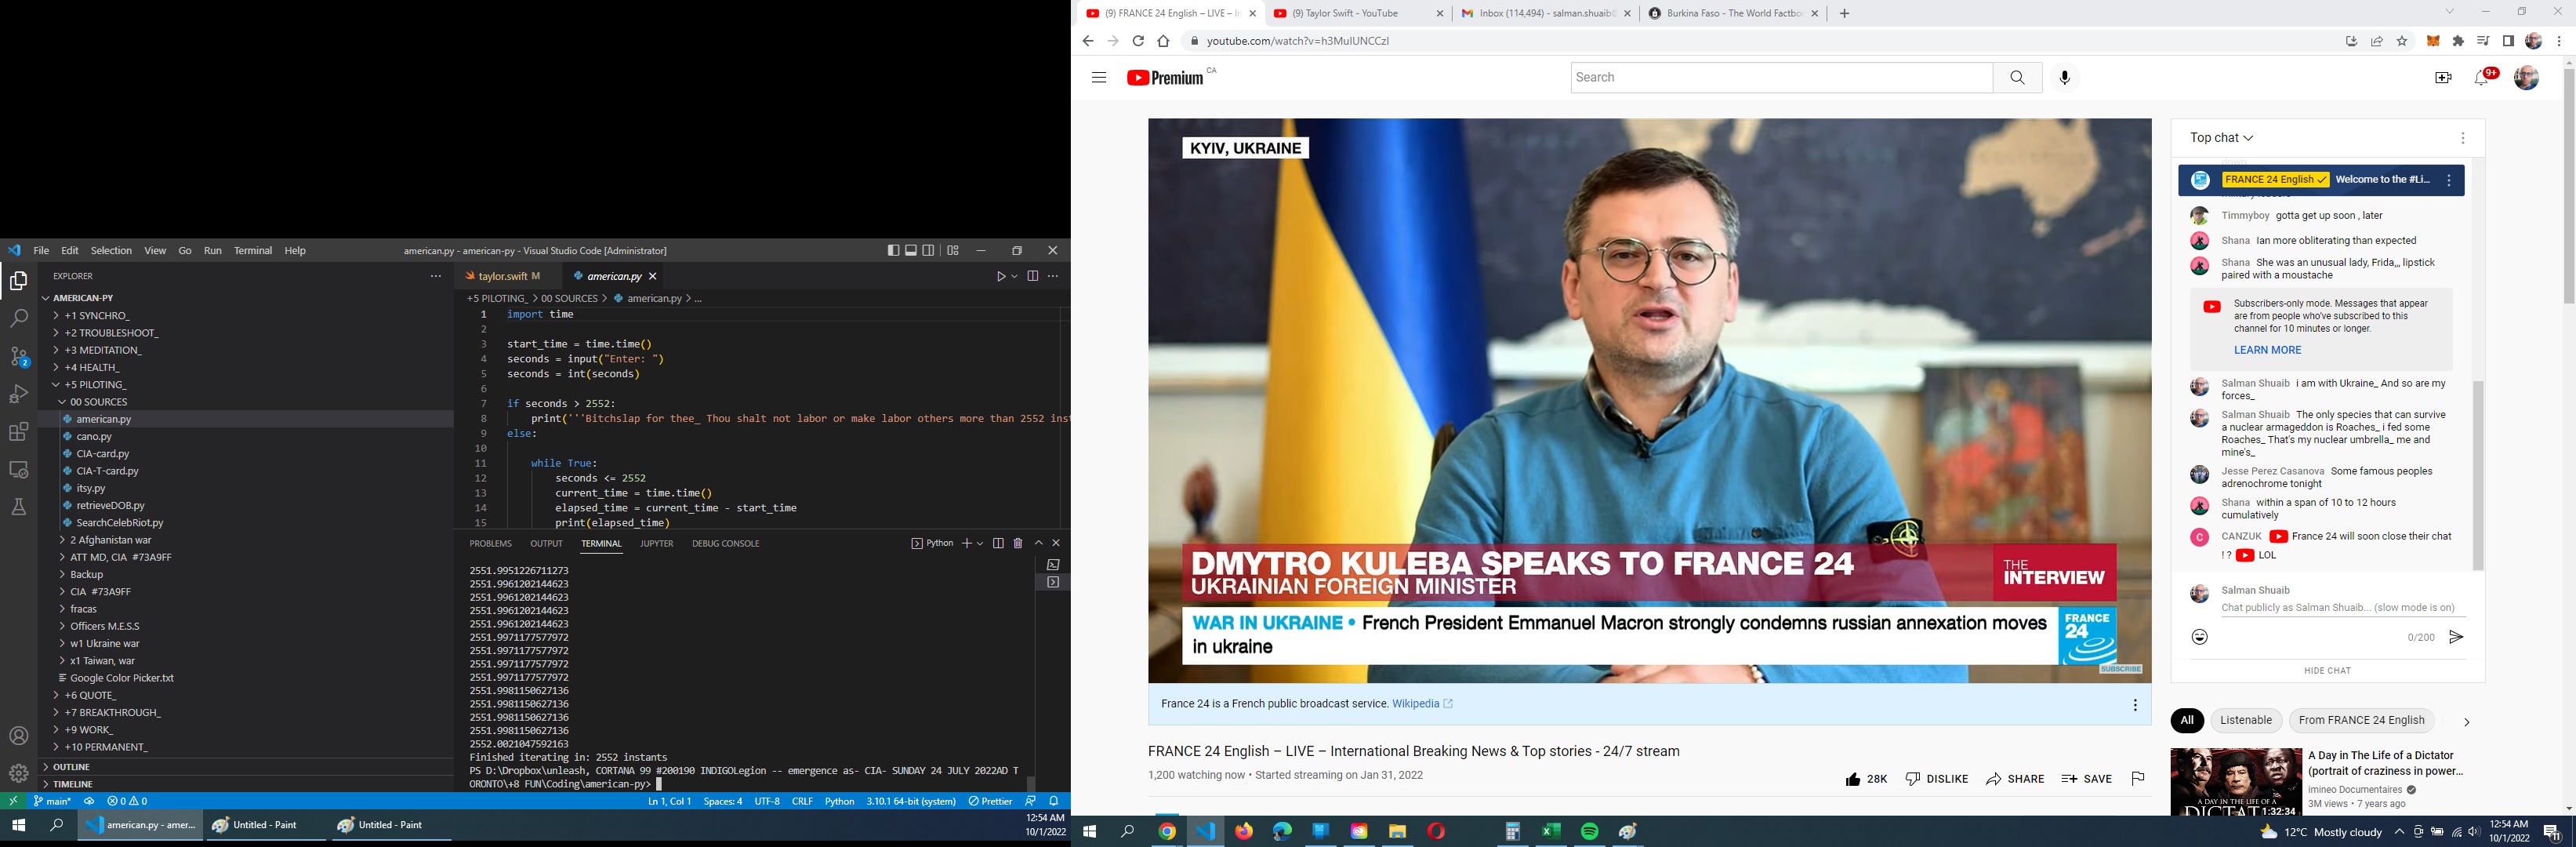 File Edit Selection View Go Run Terminal Help
american.py - american-py - Visual Studio Code [Administrator]
EXPLORER
AMERICAN-PY
+1 SYNCHRO_
+2 TROUBLESHOOT_
+3 MEDITATION_
+4 HEALTH_
+5 PILOTING_
00 SOURCES
american.py
cano.py
CIA-card.py
CIA-T-card.py
itsy.py
retrieveDOB.py
SearchCelebRiot.py
2 Afghanistan war
ATT MD, CIA #73A9FF
Backup
CIA #73A9FF
fracas
Officers M.E.S.S
w1 Ukraine war
x1 Taiwan, war
Google Color Picker.txt
+6 QUOTE_
+7 BREAKTHROUGH_
+9 WORK_
+10 PERMANENT_
OUTLINE
TIMELINE
taylor.swift M
american.py
+5 PILOTING_ > 00 SOURCES > american.py > ...
1 import time
2
3 start_time = time.time()
4 seconds = input("Enter: ")
5 seconds = int(seconds)
6
7 if seconds > 2552:
8 print('''Bitchslap for thee_ Thou shalt not labor or make labor others more than 2552 inst
9 else:
10
11 while True:
12 seconds <= 2552
13 current_time = time.time()
14 elapsed_time = current_time - start_time
15 print(elapsed_time)
PROBLEMS OUTPUT TERMINAL JUPYTER DEBUG CONSOLE
Python
2551.9951226711273
2551.9961202144623
2551.9961202144623
2551.9961202144623
2551.9961202144623
2551.9971177577972
2551.9971177577972
2551.9971177577972
2551.9971177577972
2551.9981150627136
2551.9981150627136
2551.9981150627136
2551.9981150627136
2552.0021047592163
Finished iterating in: 2552 instants
PS D:\Dropbox\unleash, CORTANA 99 #200190 INDIGOLegion -- emergence as- CIA- SUNDAY 24 JULY 2022AD T
ORONTO\+8 FUN\Coding\american-py>
main* 0 0
Ln 1, Col 1 Spaces: 4 UTF-8 CRLF Python 3.10.1 64-bit (system) Prettier
american.py - amer...
Untitled - Paint
Untitled - Paint
12:54 AM
10/1/2022
(9) FRANCE 24 English – LIVE – In
(9) Taylor Swift - YouTube
Inbox (114,494) - salman.shuaib
Burkina Faso - The World Factbo
youtube.com/watch?v=h3MuIUNCCzI
Premium CA
Search
9+
KYIV, UKRAINE
DMYTRO KULEBA SPEAKS TO FRANCE 24
UKRAINIAN FOREIGN MINISTER
THE
INTERVIEW
WAR IN UKRAINE • French President Emmanuel Macron strongly condemns russian annexation moves
in ukraine
FRANCE
24
SUBSCRIBE
France 24 is a French public broadcast service. Wikipedia
FRANCE 24 English – LIVE – International Breaking News & Top stories - 24/7 stream
1,200 watching now • Started streaming on Jan 31, 2022
28K DISLIKE SHARE SAVE
Top chat
FRANCE 24 English Welcome to the #Li...
Timmyboy gotta get up soon , later
Shana Ian more obliterating than expected
Shana She was an unusual lady, Frida,,, lipstick
paired with a moustache
Subscribers-only mode. Messages that appear
are from people who've subscribed to this
channel for 10 minutes or longer.
LEARN MORE
Salman Shuaib i am with Ukraine_ And so are my
forces_
Salman Shuaib The only species that can survive
a nuclear armageddon is Roaches_ i fed some
Roaches_ That's my nuclear umbrella_ me and
mine's_
Jesse Perez Casanova Some famous peoples
adrenochrome tonight
Shana within a span of 10 to 12 hours
cumulatively
C CANZUK France 24 will soon close their chat
! ? LOL
Salman Shuaib
Chat publicly as Salman Shuaib... (slow mode is on)
0/200
HIDE CHAT
All Listenable From FRANCE 24 English
A Day in The Life of a Dictator
(portrait of craziness in power...
imineo Documentaires
3M views • 7 years ago
A DAY IN THE LIFE OF A
1:32:34
12°C Mostly cloudy
12:54 AM
10/1/2022